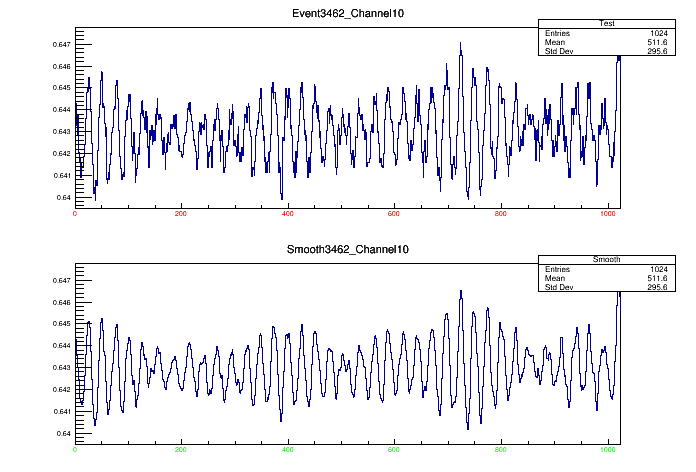 Event3462_Channel10
Test
Entries 1024
Mean 511.6
Std Dev 295.6
0.647
0.646
0.645
0.644
0.643
0.642
0.641
0.64
0 200 400 600 800 1000
Smooth3462_Channel10
Smooth
Entries 1024
Mean 511.6
Std Dev 295.6
0.647
0.646
0.645
0.644
0.643
0.642
0.641
0.64
0 200 400 600 800 1000